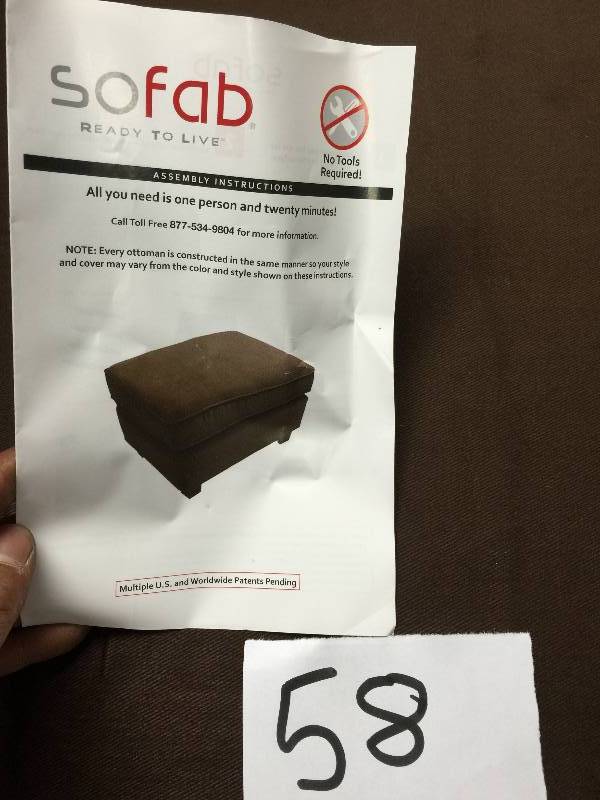 sofab®
READY TO LIVE™
No Tools
Required!
ASSEMBLY INSTRUCTIONS
All you need is one person and twenty minutes!
Call Toll Free 877-534-9804 for more information.
NOTE: Every ottoman is constructed in the same manner so your style
and cover may vary from the color and style shown on these instructions.
Multiple U.S. and Worldwide Patents Pending
58